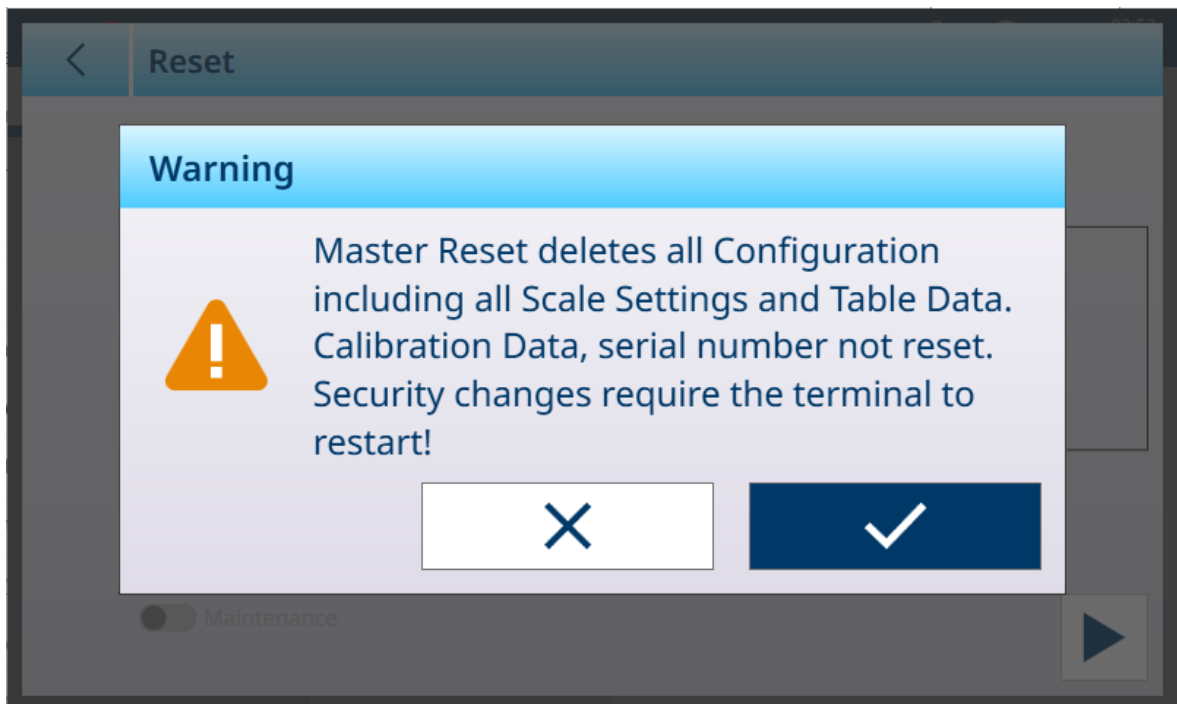 Reset
Warning
Master Reset deletes all Configuration
including all Scale Settings and Table Data.
Calibration Data, serial number not reset.
Security changes require the terminal to
restart!
Maintenance